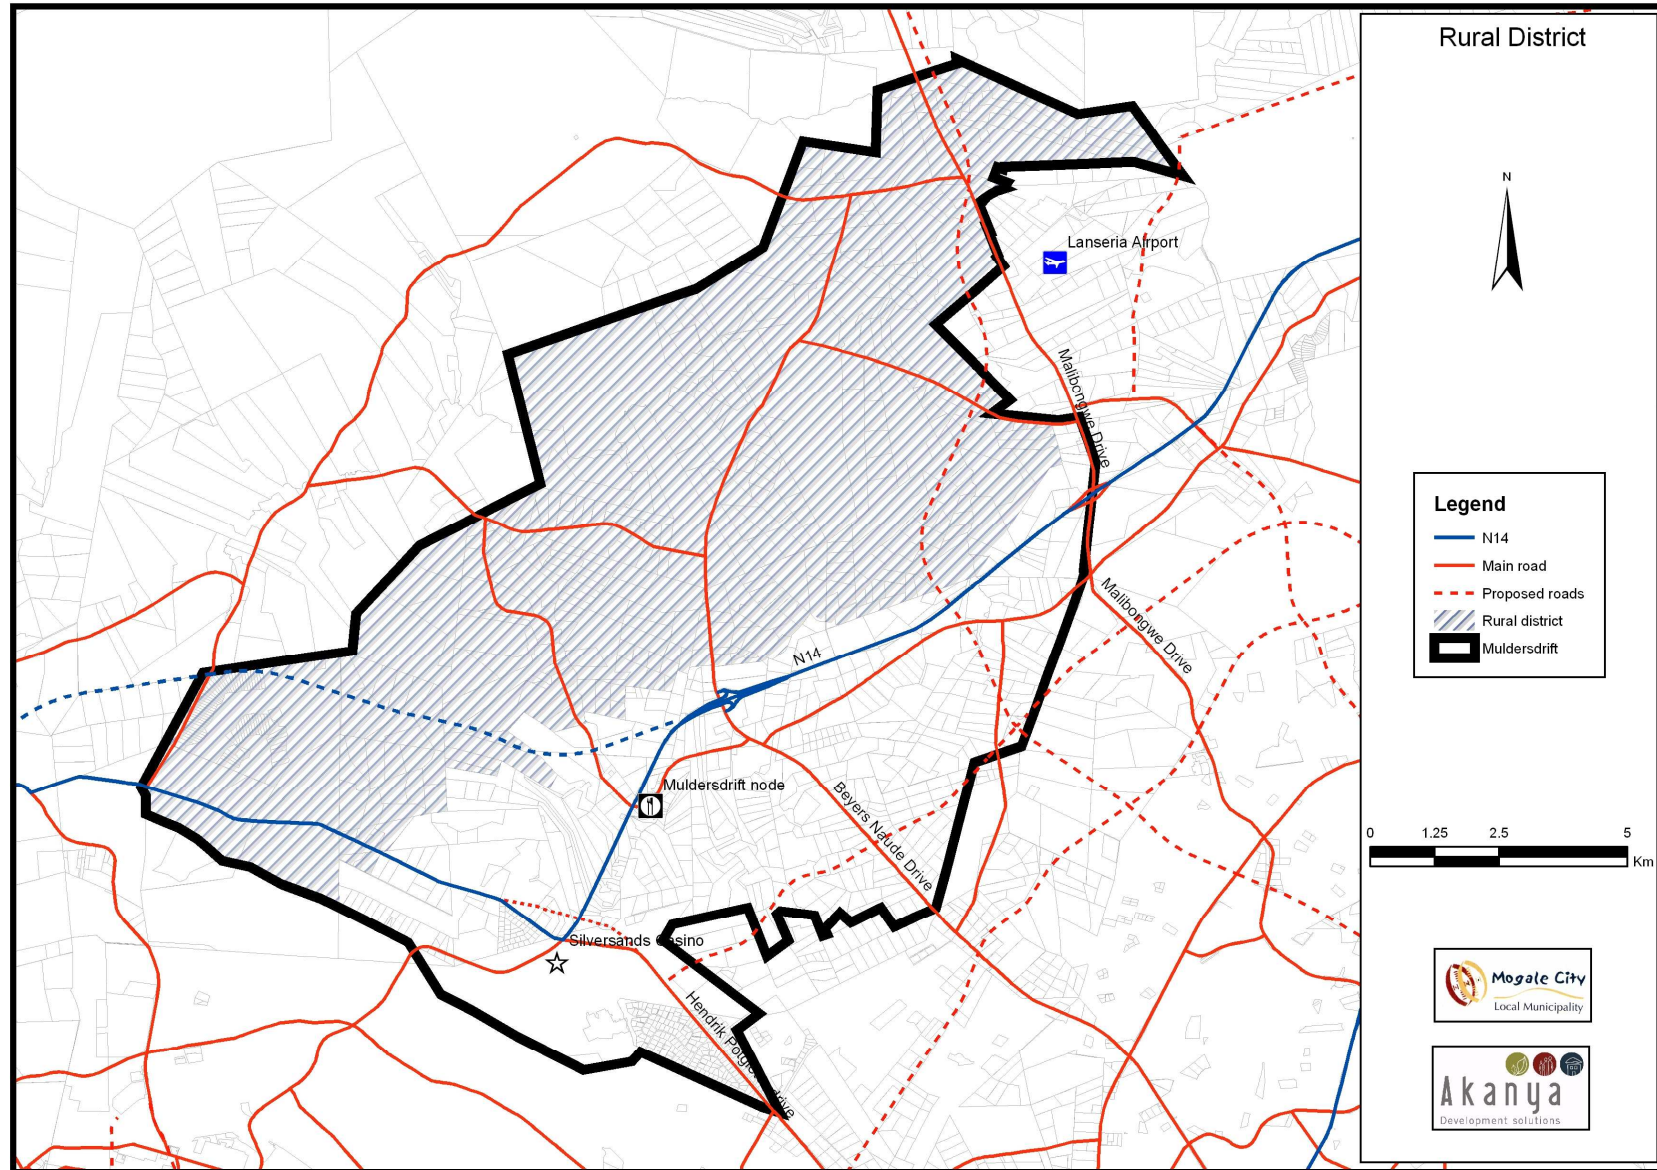 Rural District
N
Lanseria Airport
Malibongwe Drive
Malibongwe Drive
N14
Muldersdrift node
Beyers Naude Drive
Silversands Casino
Hendrik Potgieter drive
Legend
N14
Main road
Proposed roads
Rural district
Muldersdrift
0 1.25 2.5 5
Km
Mogale City
Local Municipality
Akanya
Development solutions